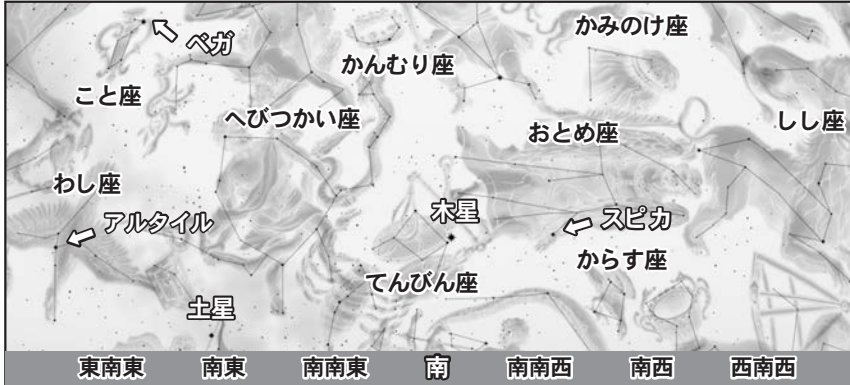 かみのけ座
ベガ
かんむり座
こと座
へびつかい座
おとめ座
しし座
わし座
アルタイル
木星
スピカ
からす座
てんびん座
土星
東南東 南東 南南東 南 南南西 南西 西南西